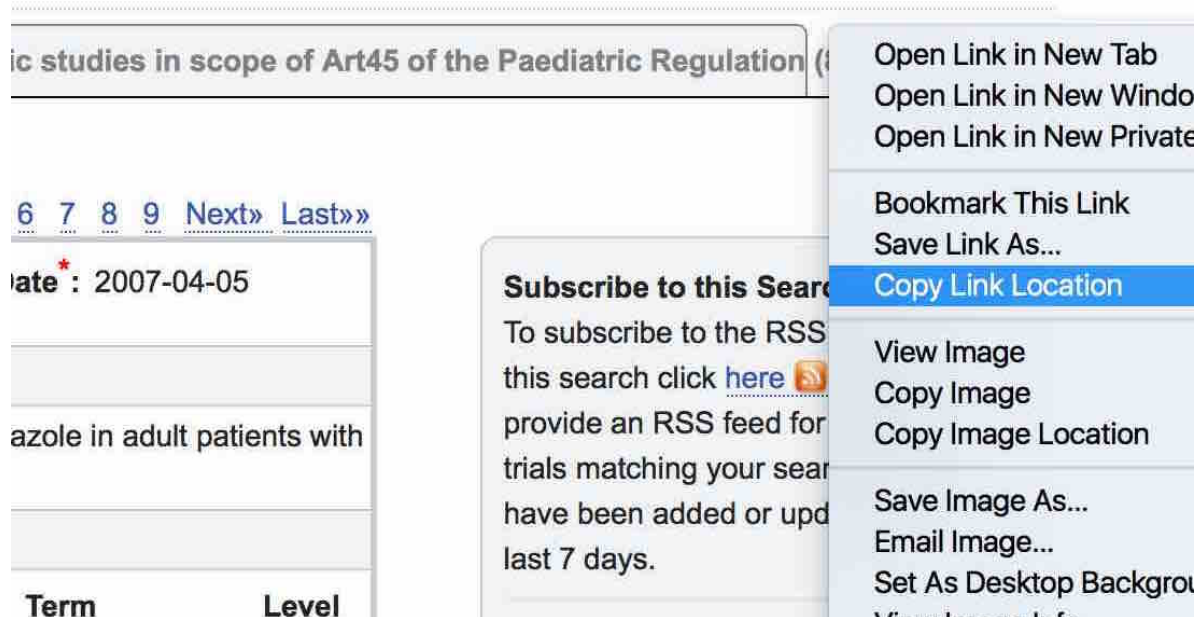 ic studies in scope of Art45 of the Paediatric Regulation
6 7 8 9 Next» Last»»
ate*: 2007-04-05
azole in adult patients with
Term Level
Subscribe to this Sear
To subscribe to the RSS
this search click here
provide an RSS feed for
trials matching your sear
have been added or upd
last 7 days.
Open Link in New Tab
Open Link in New Windo
Open Link in New Private
Bookmark This Link
Save Link As...
Copy Link Location
View Image
Copy Image
Copy Image Location
Save Image As...
Email Image...
Set As Desktop Backgrou